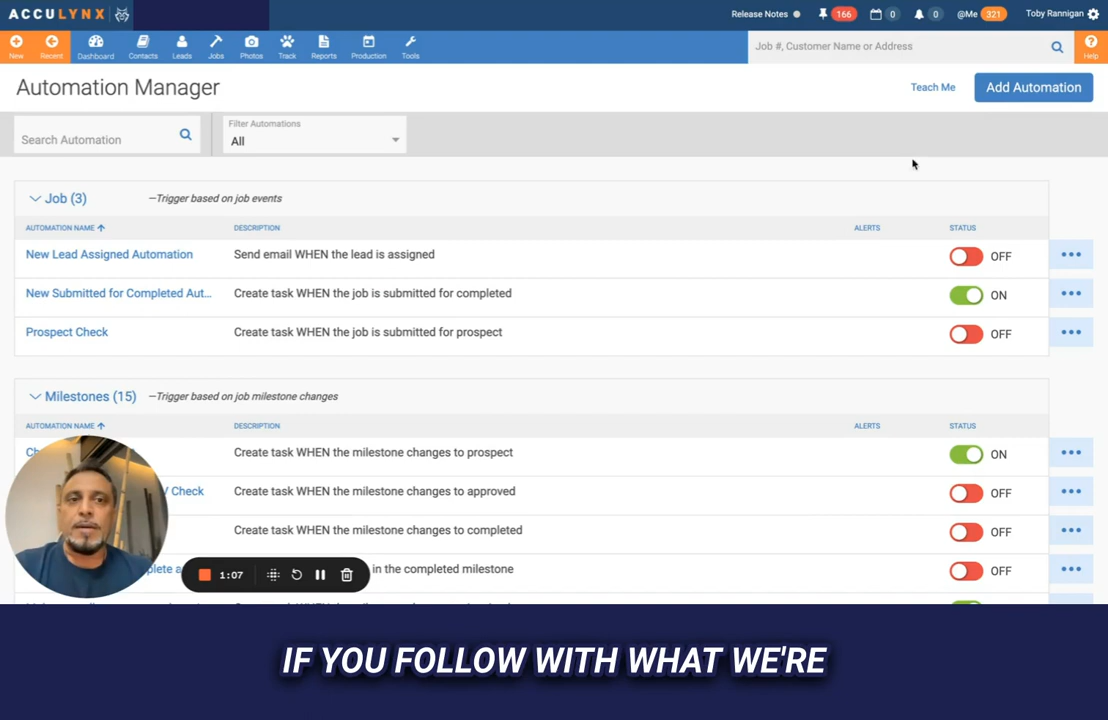 ACCULYNX
Release Notes 166 0 0 @Me 321 Toby Rannigan
New Recent Dashboard Contacts Leads Jobs Photos Track Reports Production Tools
Job #, Customer Name or Address
Help
Automation Manager
Teach Me
Add Automation
Search Automation
Filter Automations
All
Job (3) —Trigger based on job events
AUTOMATION NAME DESCRIPTION ALERTS STATUS
New Lead Assigned Automation Send email WHEN the lead is assigned OFF
New Submitted for Completed Aut... Create task WHEN the job is submitted for completed ON
Prospect Check Create task WHEN the job is submitted for prospect OFF
Milestones (15) —Trigger based on job milestone changes
AUTOMATION NAME DESCRIPTION ALERTS STATUS
Ch Create task WHEN the milestone changes to prospect ON
/ Check Create task WHEN the milestone changes to approved OFF
Create task WHEN the milestone changes to completed OFF
plete a in the completed milestone OFF
1:07
IF YOU FOLLOW WITH WHAT WE'RE